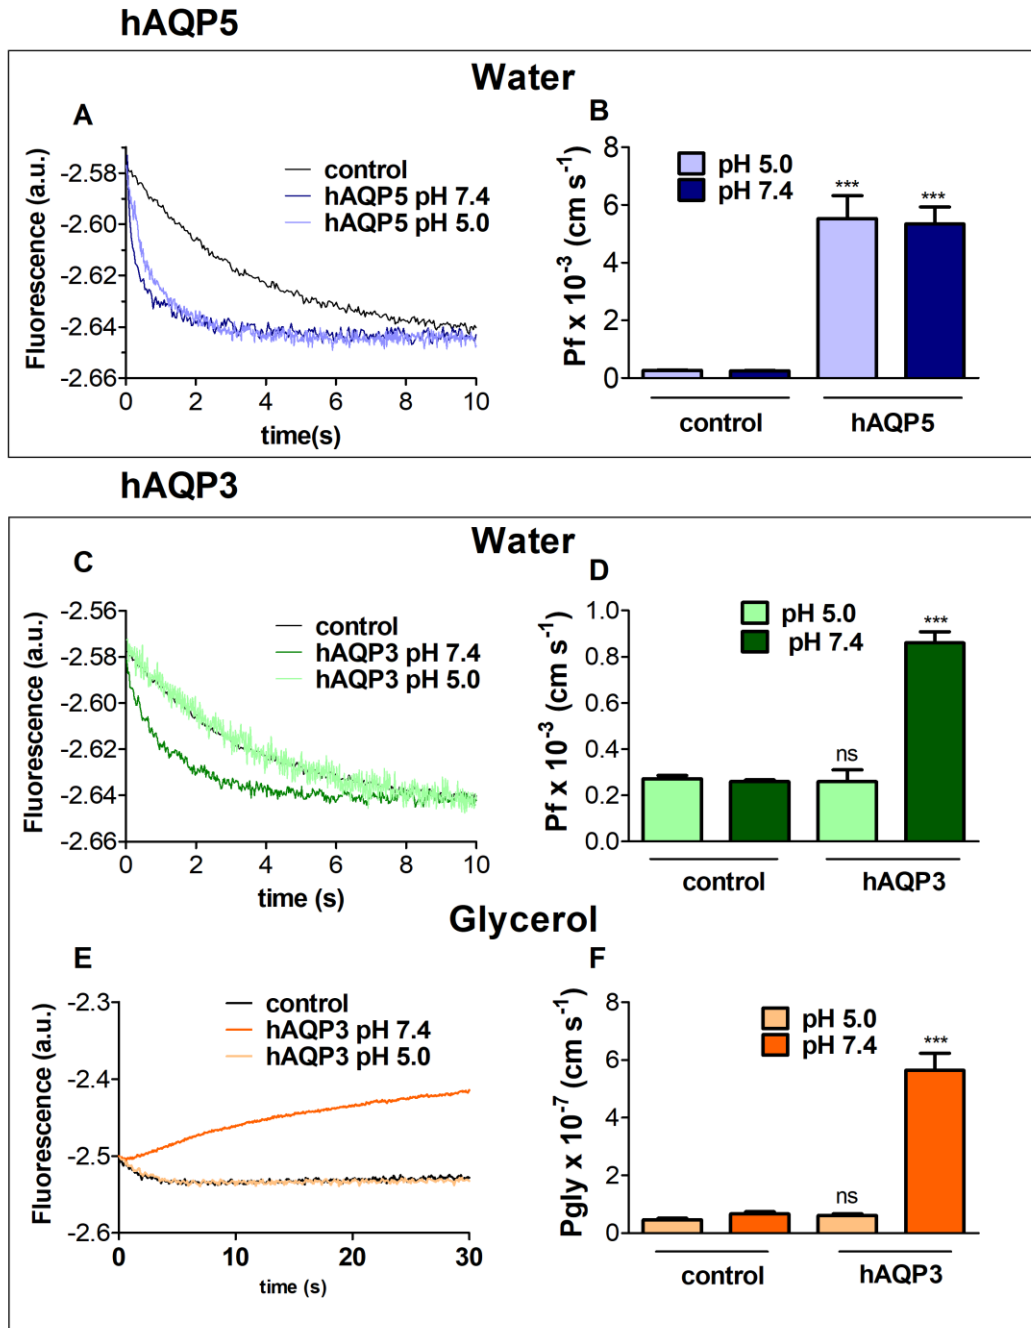 hAQP5
Water
A
Fluorescence (a.u.)
-2.58
-2.60
-2.62
-2.64
-2.66
0 2 4 6 8 10
time(s)
control
hAQP5 pH 7.4
hAQP5 pH 5.0
B
Pf x 10⁻³ (cm s⁻¹)
8
6
4
2
0
pH 5.0
pH 7.4
*** ***
control hAQP5
hAQP3
Water
C
Fluorescence (a.u.)
-2.56
-2.58
-2.60
-2.62
-2.64
-2.66
0 2 4 6 8 10
time (s)
control
hAQP3 pH 7.4
hAQP3 pH 5.0
D
Pf x 10⁻³ (cm s⁻¹)
1.0
0.8
0.6
0.4
0.2
0.0
pH 5.0
pH 7.4
ns ***
control hAQP3
Glycerol
E
Fluorescence (a.u.)
-2.3
-2.4
-2.5
-2.6
0 10 20 30
time (s)
control
hAQP3 pH 7.4
hAQP3 pH 5.0
F
Pgly x 10⁻⁷ (cm s⁻¹)
8
6
4
2
0
pH 5.0
pH 7.4
ns ***
control hAQP3